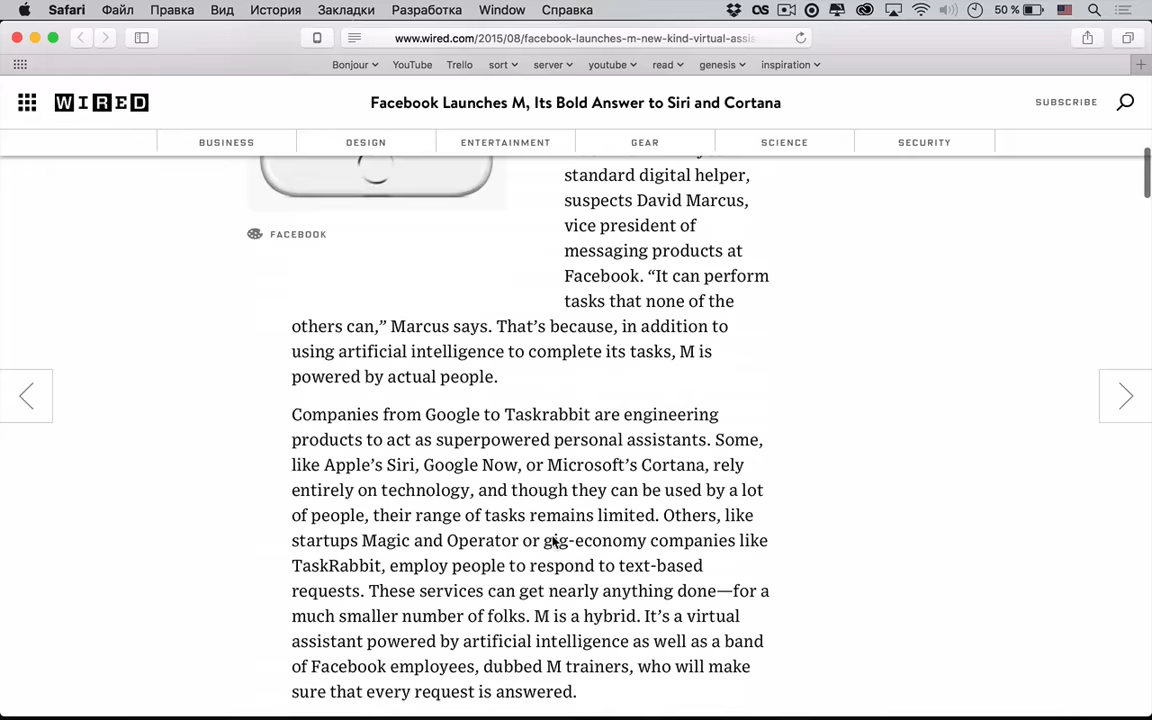 Safari Файл Правка Вид История Закладки Разработка Window Справка 50 %
www.wired.com/2015/08/facebook-launches-m-new-kind-virtual-assis
Bonjour YouTube Trello sort server youtube read genesis inspiration
WIRED Facebook Launches M, Its Bold Answer to Siri and Cortana SUBSCRIBE
BUSINESS DESIGN ENTERTAINMENT GEAR SCIENCE SECURITY
FACEBOOK
standard digital helper,
suspects David Marcus,
vice president of
messaging products at
Facebook. “It can perform
tasks that none of the
others can,” Marcus says. That’s because, in addition to
using artificial intelligence to complete its tasks, M is
powered by actual people.
Companies from Google to Taskrabbit are engineering
products to act as superpowered personal assistants. Some,
like Apple’s Siri, Google Now, or Microsoft’s Cortana, rely
entirely on technology, and though they can be used by a lot
of people, their range of tasks remains limited. Others, like
startups Magic and Operator or gig-economy companies like
TaskRabbit, employ people to respond to text-based
requests. These services can get nearly anything done—for a
much smaller number of folks. M is a hybrid. It’s a virtual
assistant powered by artificial intelligence as well as a band
of Facebook employees, dubbed M trainers, who will make
sure that every request is answered.